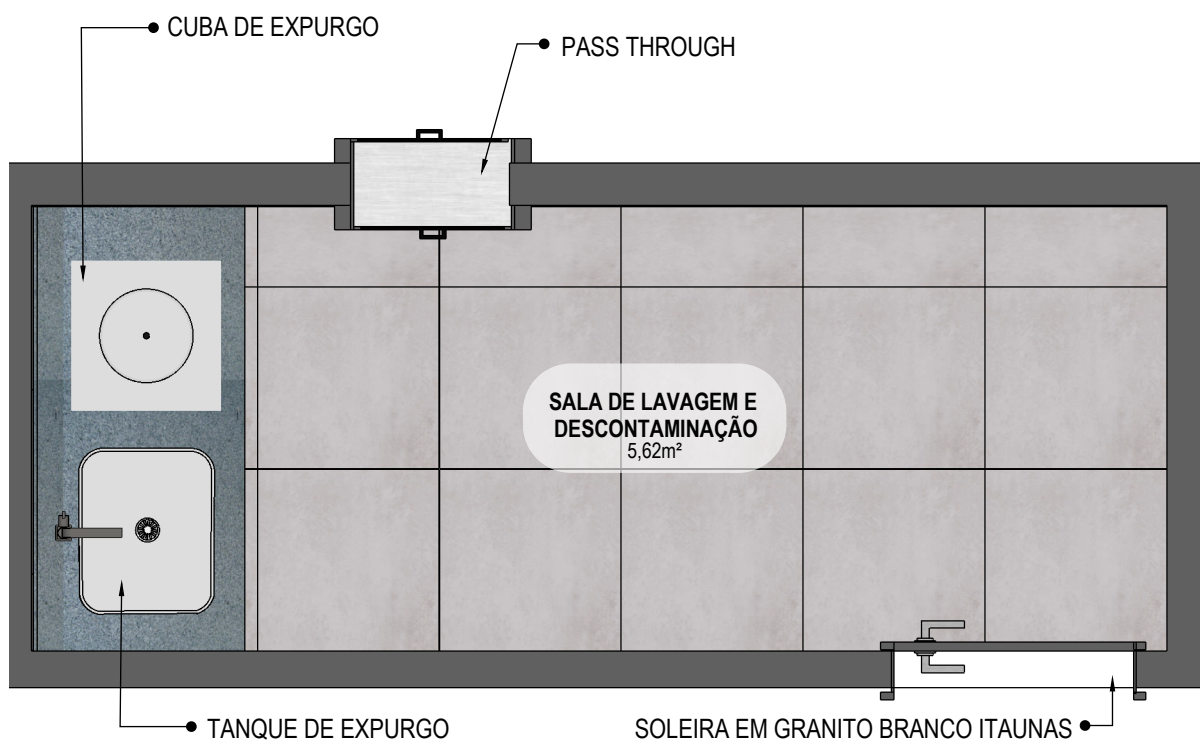 CUBA DE EXPURGO
PASS THROUGH
SALA DE LAVAGEM E
DESCONTAMINAÇÃO
5,62m²
TANQUE DE EXPURGO
SOLEIRA EM GRANITO BRANCO ITAUNAS